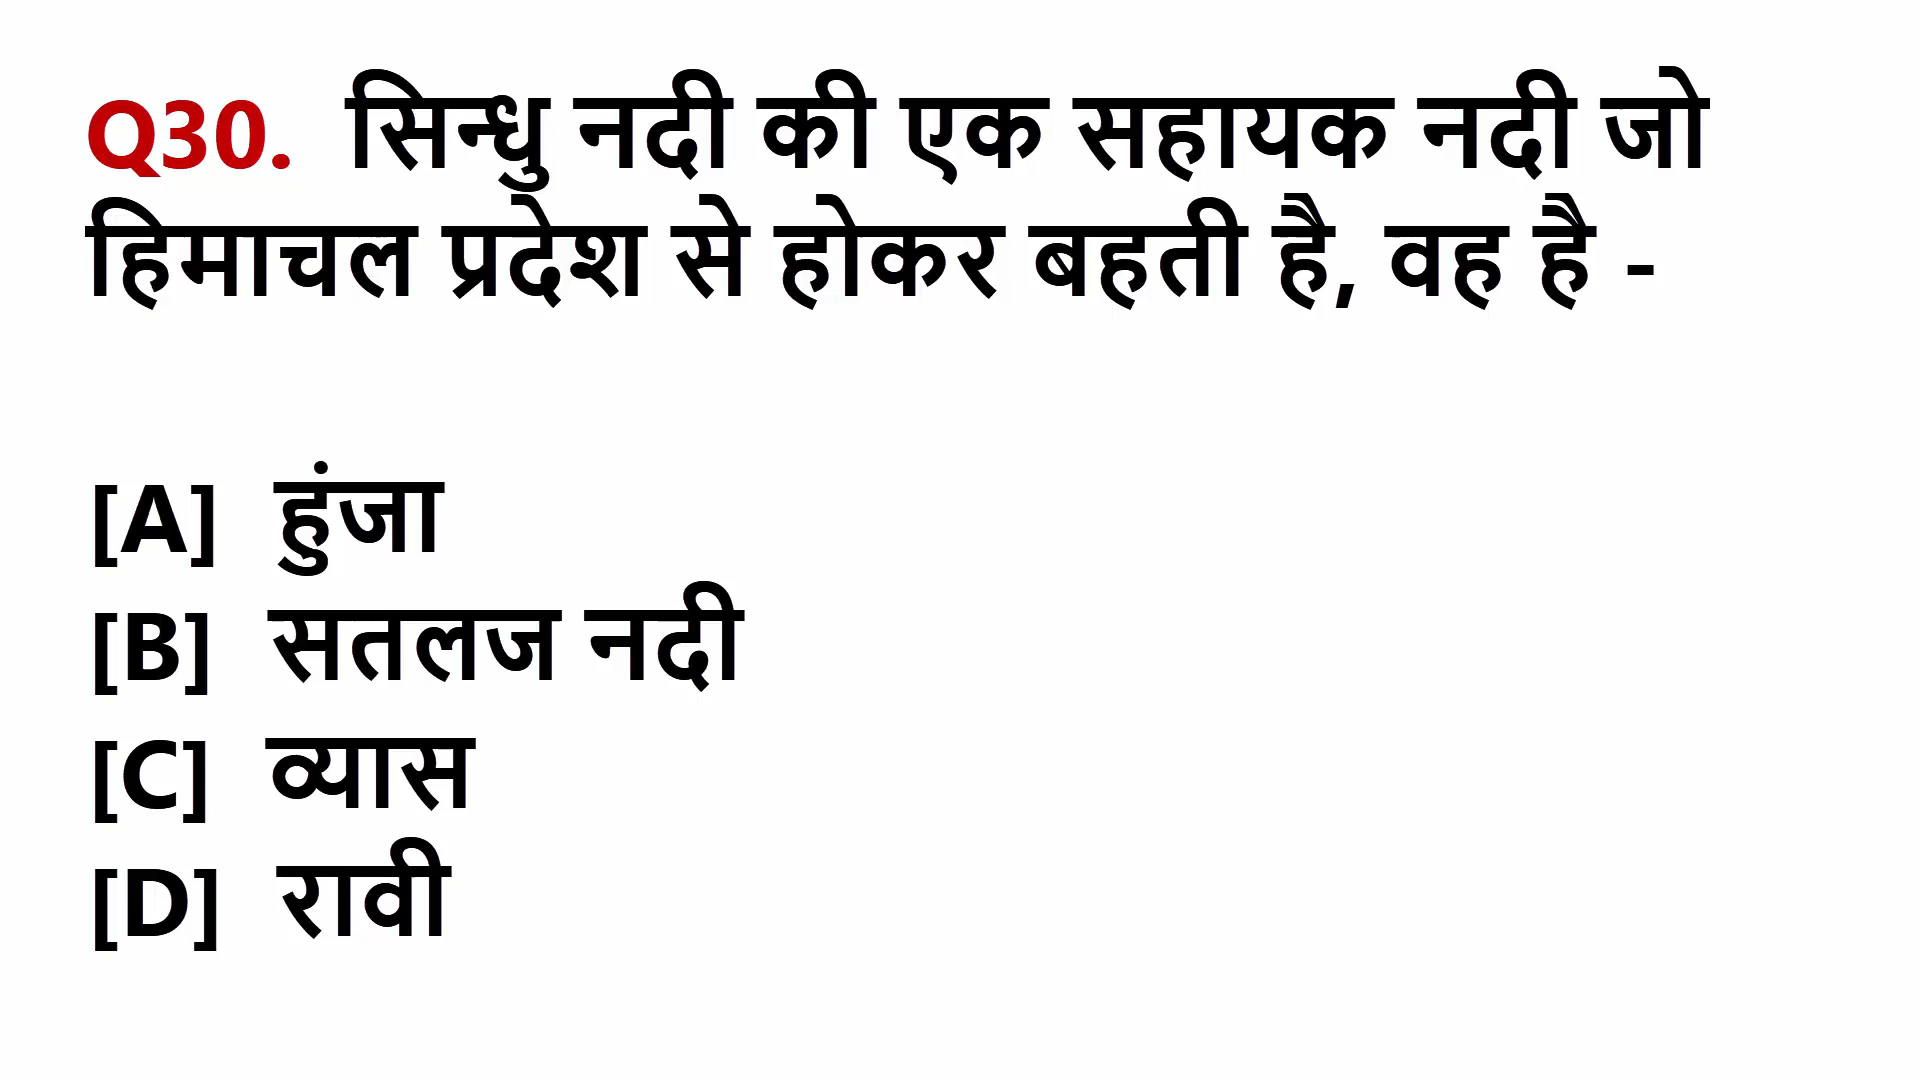 Q30. सिन्धु नदी की एक सहायक नदी जो
हिमाचल प्रदेश से होकर बहती है, वह है -
[A] हुंजा
[B] सतलज नदी
[C] व्यास
[D] रावी